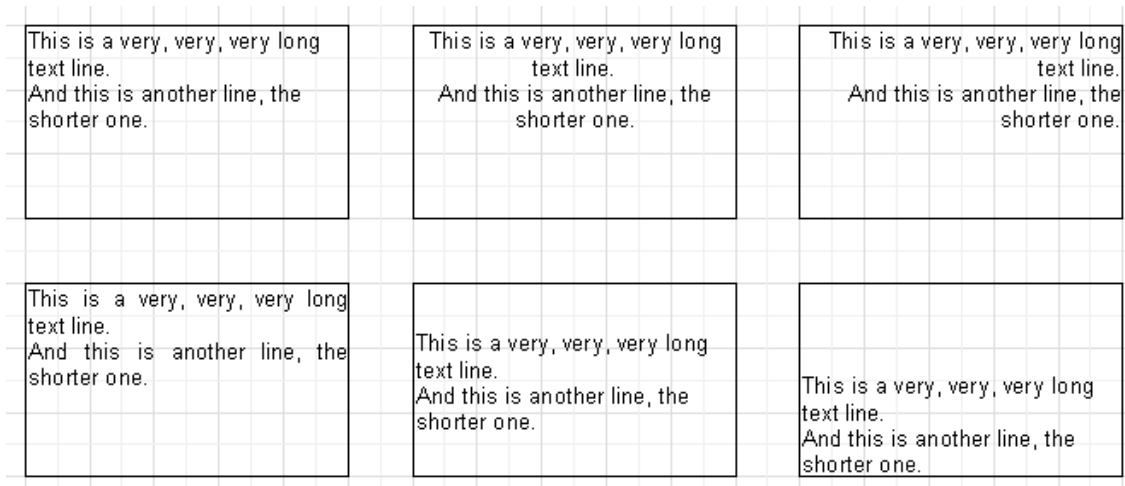 This is a very, very, very long
text line.
And this is another line, the
shorter one.
This is a very, very, very long
text line.
And this is another line, the
shorter one.
This is a very, very, very long
text line.
And this is another line, the
shorter one.
This is a very, very, very long
text line.
And this is another line, the
shorter one.
This is a very, very, very long
text line.
And this is another line, the
shorter one.
This is a very, very, very long
text line.
And this is another line, the
shorter one.